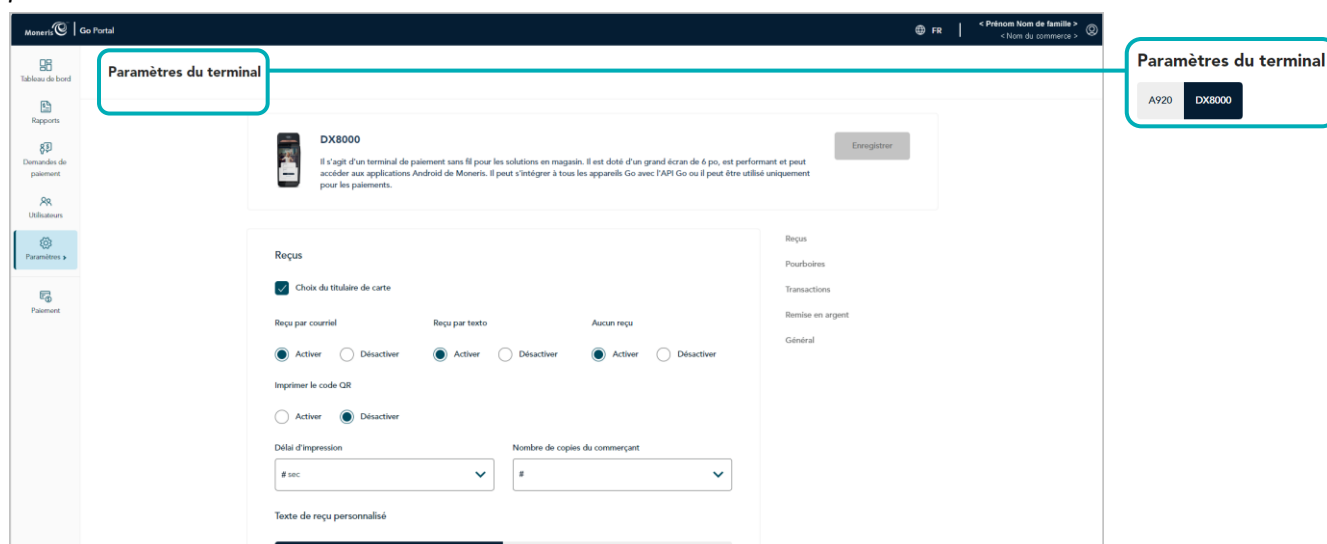 Moneris Go Portal
FR
< Prénom Nom de famille >
< Nom du commerce >
Tableau de bord
Rapports
Demandes de
paiement
Utilisateurs
Paramètres
Paiement
Paramètres du terminal
Paramètres du terminal
A920 DX8000
DX8000
Il s'agit d'un terminal de paiement sans fil pour les solutions en magasin. Il est doté d'un grand écran de 6 po, est performant et peut
accéder aux applications Android de Moneris. Il peut s'intégrer à tous les appareils Go avec l'API Go ou il peut être utilisé uniquement
pour les paiements.
Enregistrer
Reçus
Choix du titulaire de carte
Reçu par courriel Reçu par texto Aucun reçu
Activer Désactiver Activer Désactiver Activer Désactiver
Imprimer le code QR
Activer Désactiver
Délai d'impression Nombre de copies du commerçant
# sec #
Texte de reçu personnalisé
Reçus
Pourboires
Transactions
Remise en argent
Général